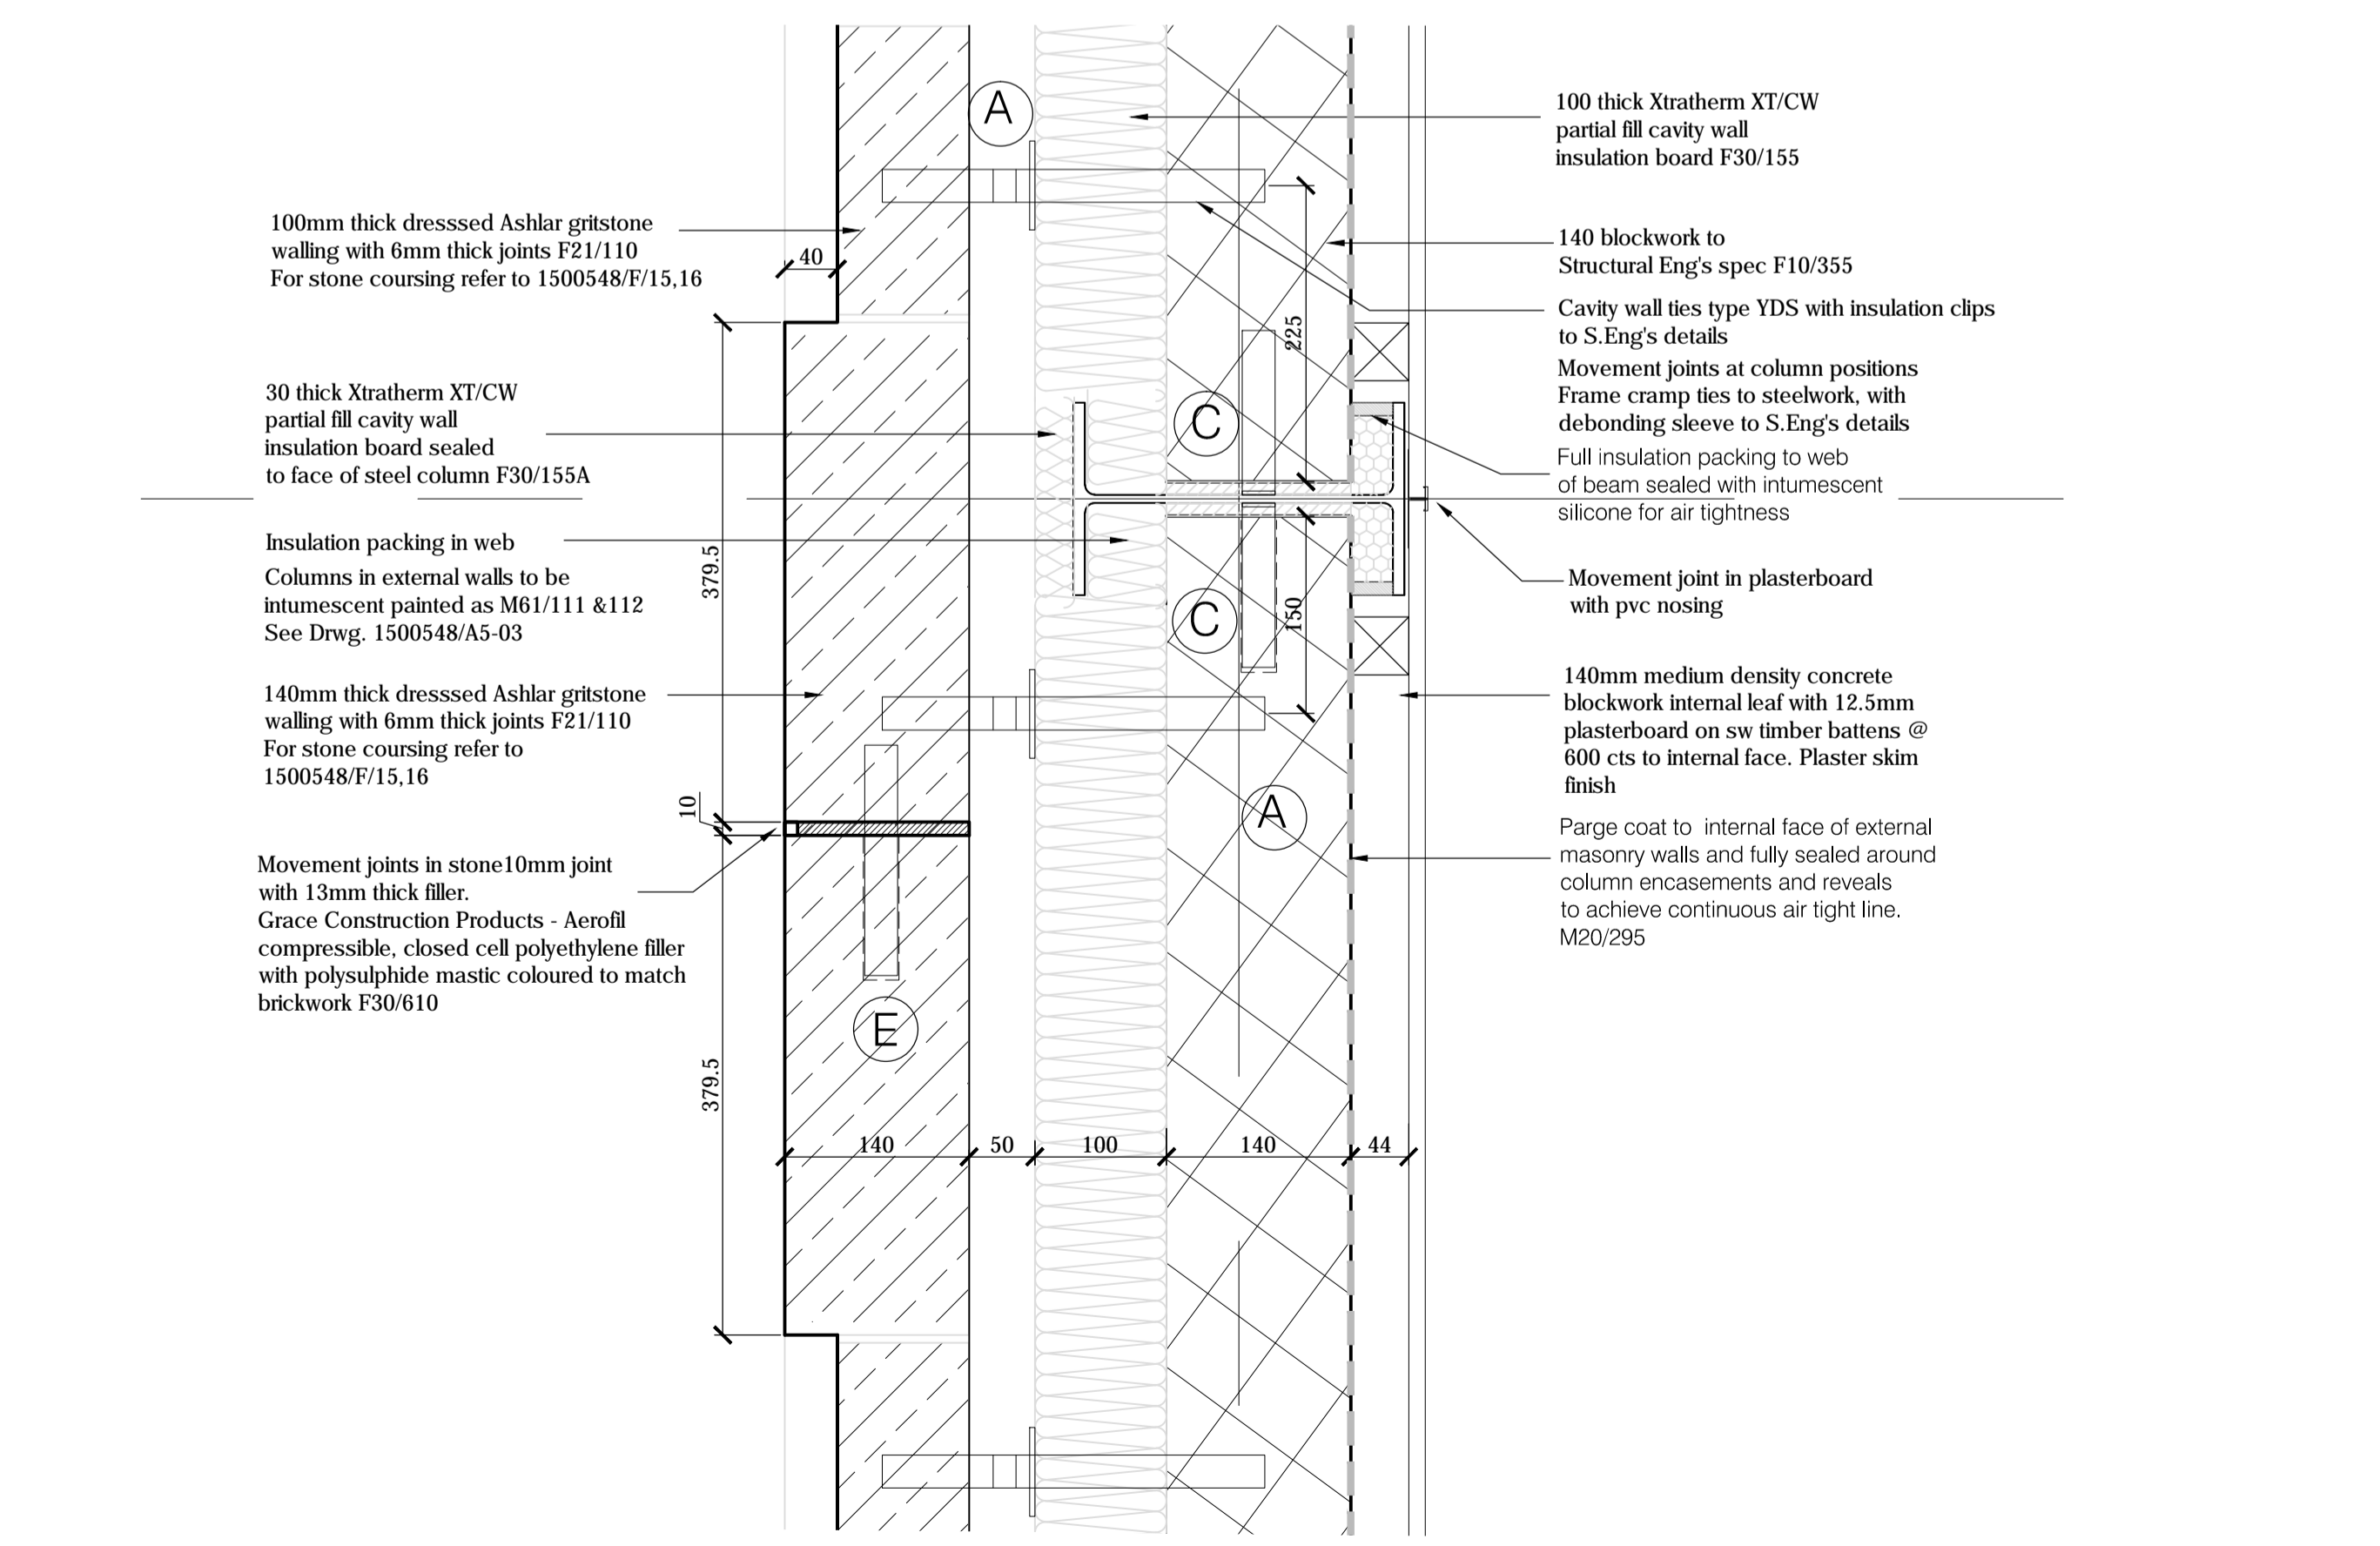 100mm thick dresssed Ashlar gritstone
walling with 6mm thick joints F21/110
For stone coursing refer to 1500548/F/15,16
30 thick Xtratherm XT/CW
partial fill cavity wall
insulation board sealed
to face of steel column F30/155A
Insulation packing in web
Columns in external walls to be
intumescent painted as M61/111 &112
See Drwg. 1500548/A5-03
140mm thick dresssed Ashlar gritstone
walling with 6mm thick joints F21/110
For stone coursing refer to
1500548/F/15,16
Movement joints in stone10mm joint
with 13mm thick filler.
Grace Construction Products - Aerofil
compressible, closed cell polyethylene filler
with polysulphide mastic coloured to match
brickwork F30/610
40
379.5
10
379.5
A
C
C
A
E
225
150
140
50
100
140
44
100 thick Xtratherm XT/CW
partial fill cavity wall
insulation board F30/155
140 blockwork to
Structural Eng's spec F10/355
Cavity wall ties type YDS with insulation clips
to S.Eng's details
Movement joints at column positions
Frame cramp ties to steelwork, with
debonding sleeve to S.Eng's details
Full insulation packing to web
of beam sealed with intumescent
silicone for air tightness
Movement joint in plasterboard
with pvc nosing
140mm medium density concrete
blockwork internal leaf with 12.5mm
plasterboard on sw timber battens @
600 cts to internal face. Plaster skim
finish
Parge coat to internal face of external
masonry walls and fully sealed around
column encasements and reveals
to achieve continuous air tight line.
M20/295